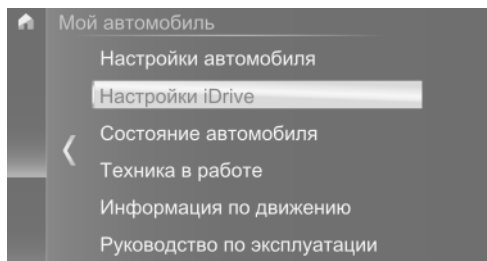 Мой автомобиль
Настройки автомобиля
Настройки iDrive
Состояние автомобиля
Техника в работе
Информация по движению
Руководство по эксплуатации